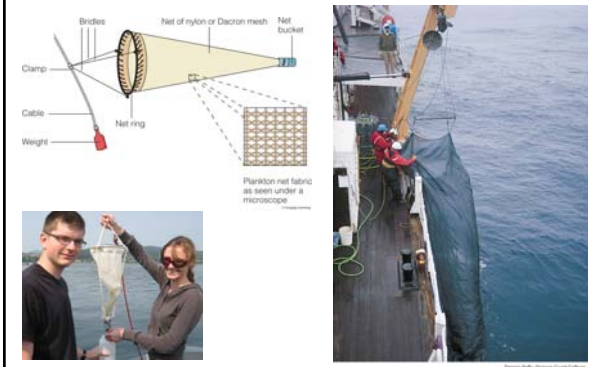 Bridles
Net of nylon or Dacron mesh
Net
bucket
Clamp
Cable
Net ring
Weight
Plankton net fabric
as seen under a
microscope